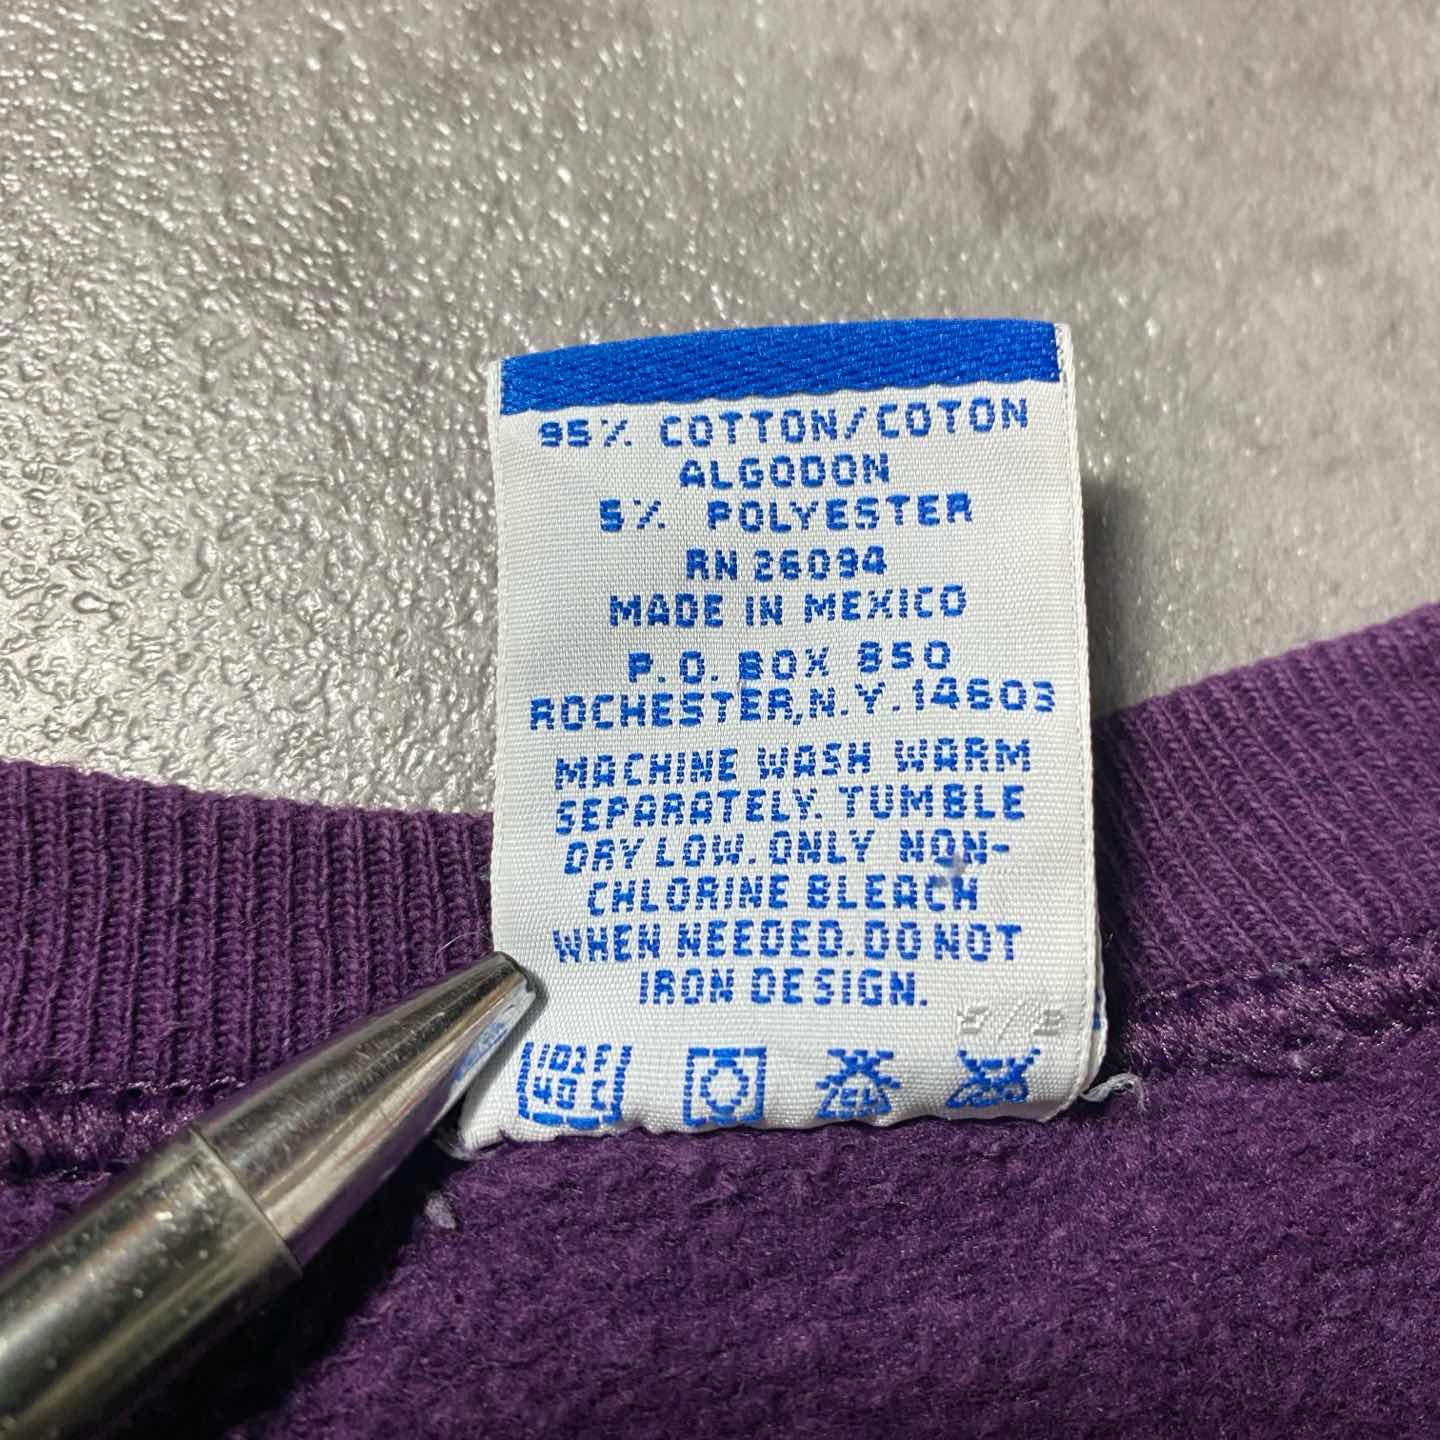 95% COTTON/COTON
ALGODON
5% POLYESTER
RN 26094
MADE IN MEXICO
P.O. BOX 850
ROCHESTER, N.Y. 14603
MACHINE WASH WARM
SEPARATELY. TUMBLE
DRY LOW. ONLY NON-
CHLORINE BLEACH
WHEN NEEDED. DO NOT
IRON DESIGN.